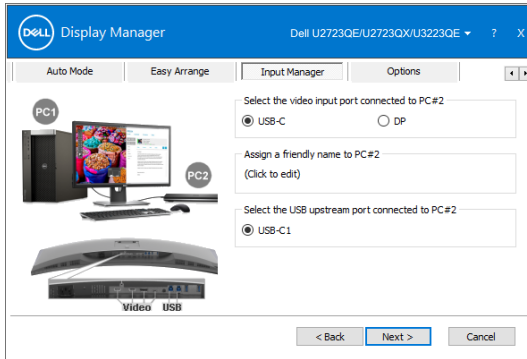 DELL Display Manager
Dell U2723QE/U2723QX/U3223QE ? X
Auto Mode Easy Arrange Input Manager Options
Select the video input port connected to PC#2
USB-C DP
Assign a friendly name to PC#2
(Click to edit)
Select the USB upstream port connected to PC#2
USB-C1
PC1
PC2
Video USB
< Back Next > Cancel